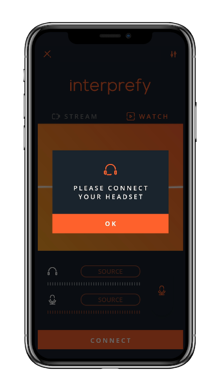 interprefy
STREAM
WATCH
PLEASE CONNECT
YOUR HEADSET
OK
SOURCE
SOURCE
CONNECT